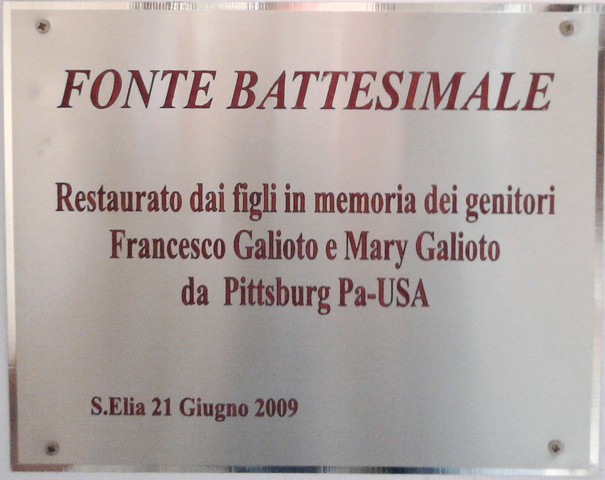 FONTE BATTESIMALE
Restaurato dai figli in memoria dei genitori
Francesco Galioto e Mary Galioto
da Pittsburg Pa-USA
S.Elia 21 Giugno 2009